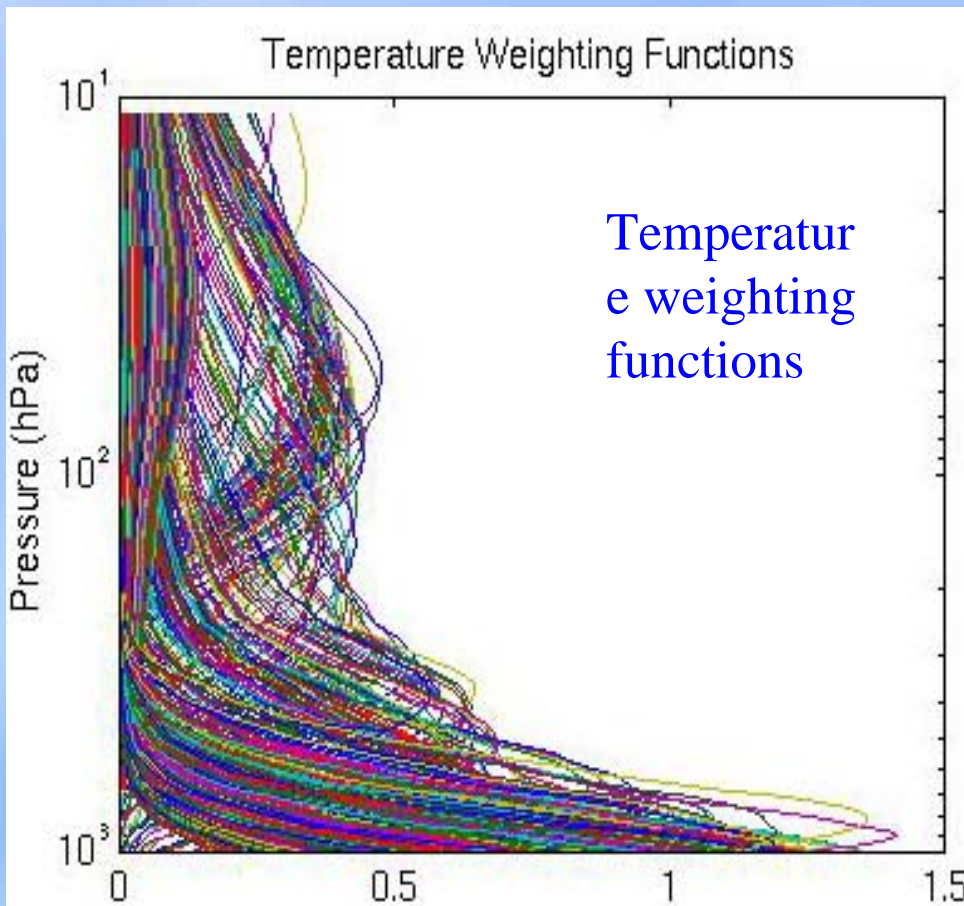 Temperature Weighting Functions
10¹
Temperatur
e weighting
functions
Pressure (hPa)
10²
10³
0 0.5 1 1.5